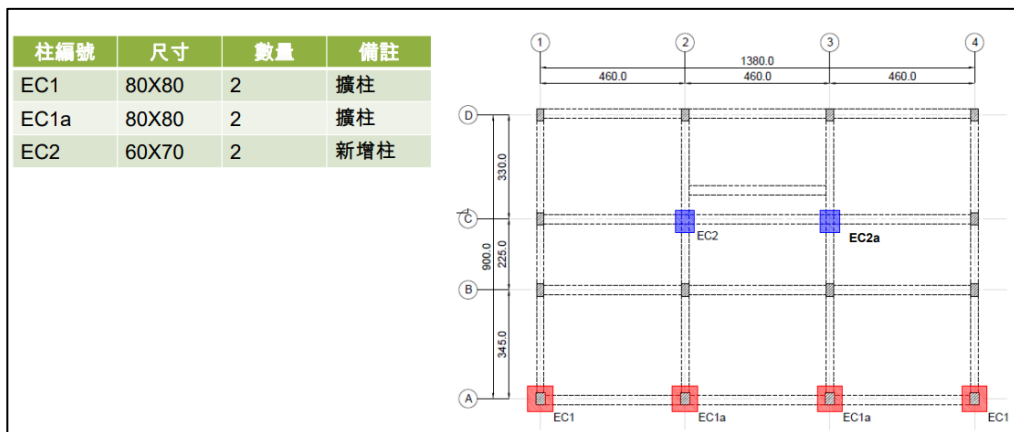 柱編號 尺寸 數量 備註
EC1 80X80 2 擴柱
EC1a 80X80 2 擴柱
EC2 60X70 2 新增柱
1 2 3 4
1380.0
460.0 460.0 460.0
D
330.0
C
EC2 EC2a
900.0
225.0
B
345.0
A
EC1 EC1a EC1a EC1